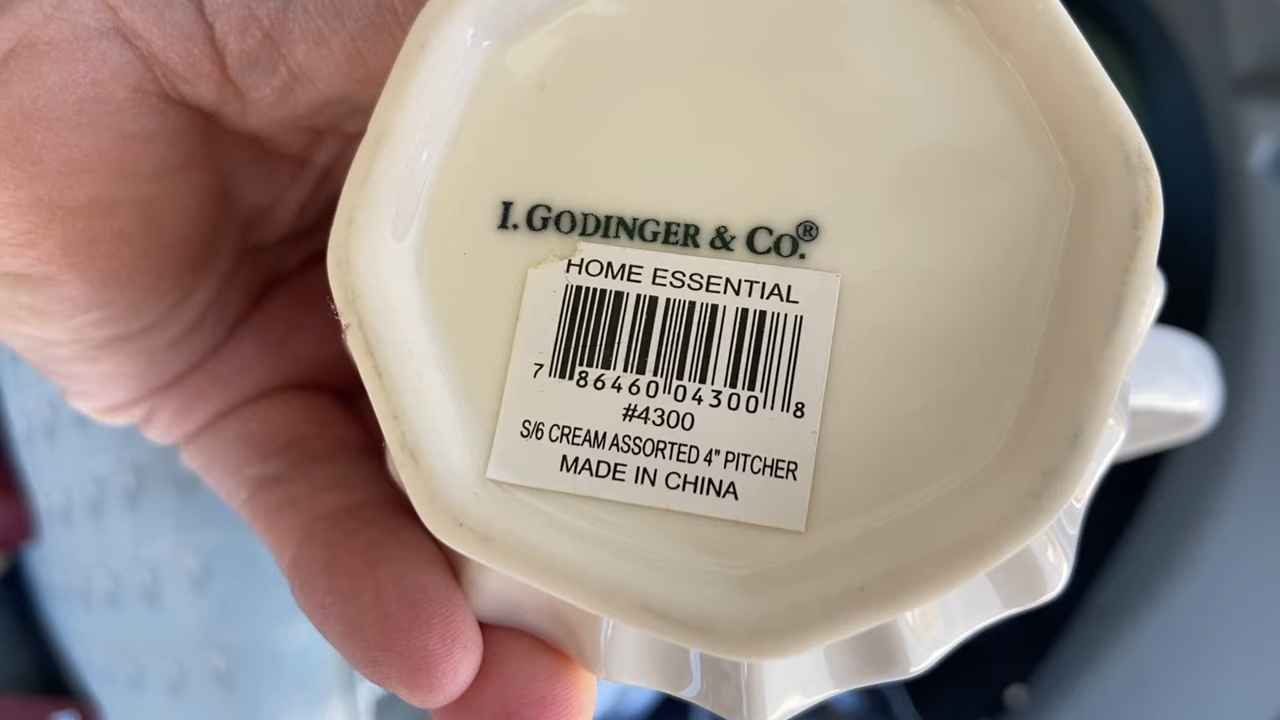 I. GODINGER & CO.®
HOME ESSENTIAL
7 86460 04300 8
#4300
S/6 CREAM ASSORTED 4" PITCHER
MADE IN CHINA